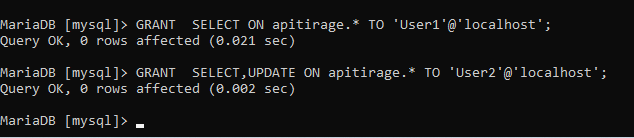 MariaDB [mysql]> GRANT  SELECT ON apitirage.* TO 'User1'@'localhost';
Query OK, 0 rows affected (0.021 sec)
MariaDB [mysql]> GRANT  SELECT,UPDATE ON apitirage.* TO 'User2'@'localhost';
Query OK, 0 rows affected (0.002 sec)
MariaDB [mysql]> _